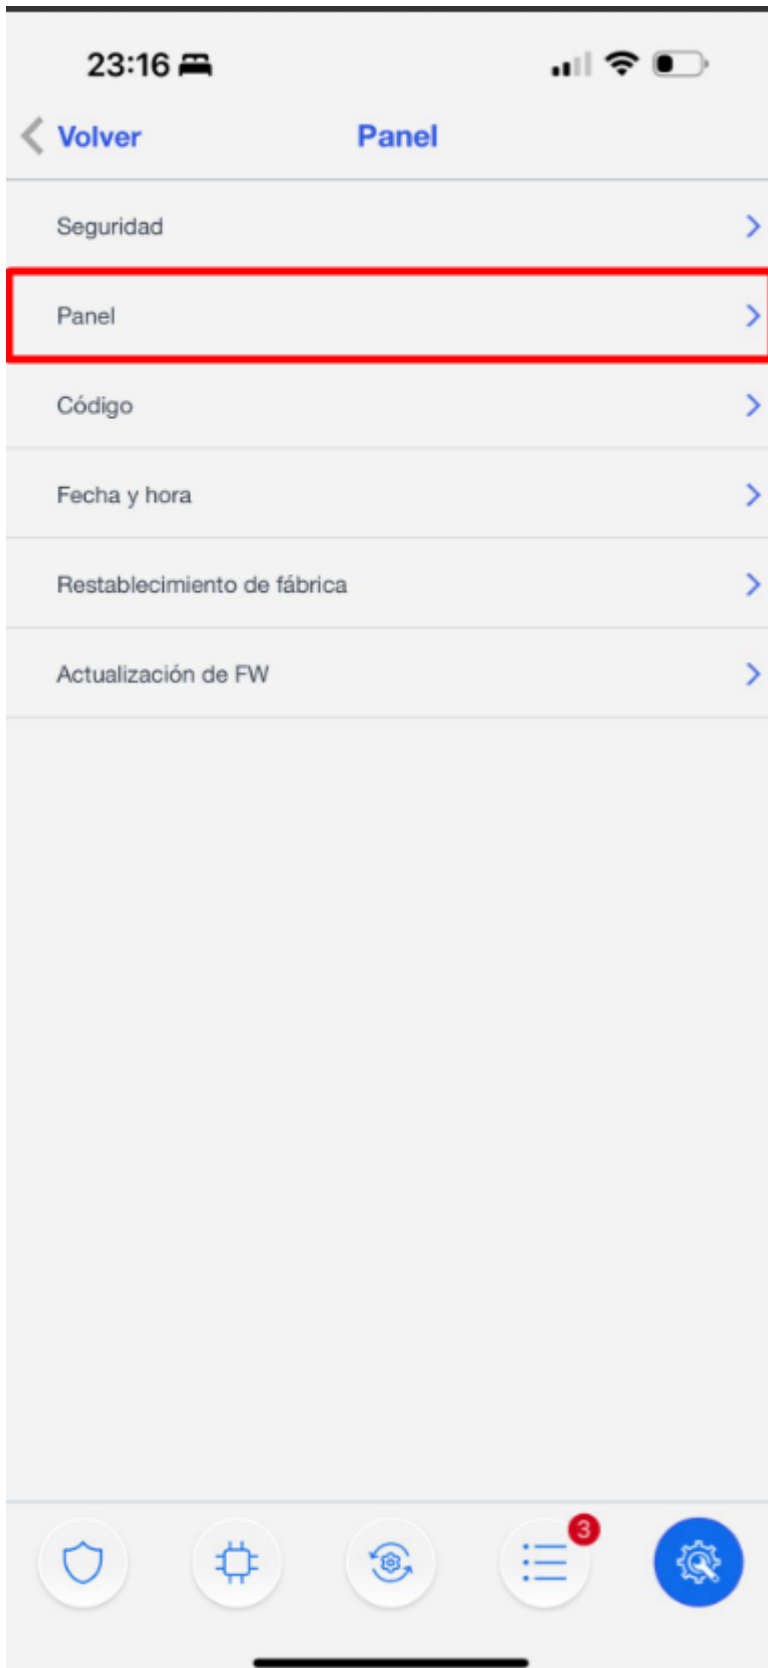 23:16
Volver
Panel
Seguridad
Panel
Código
Fecha y hora
Restablecimiento de fábrica
Actualización de FW
3